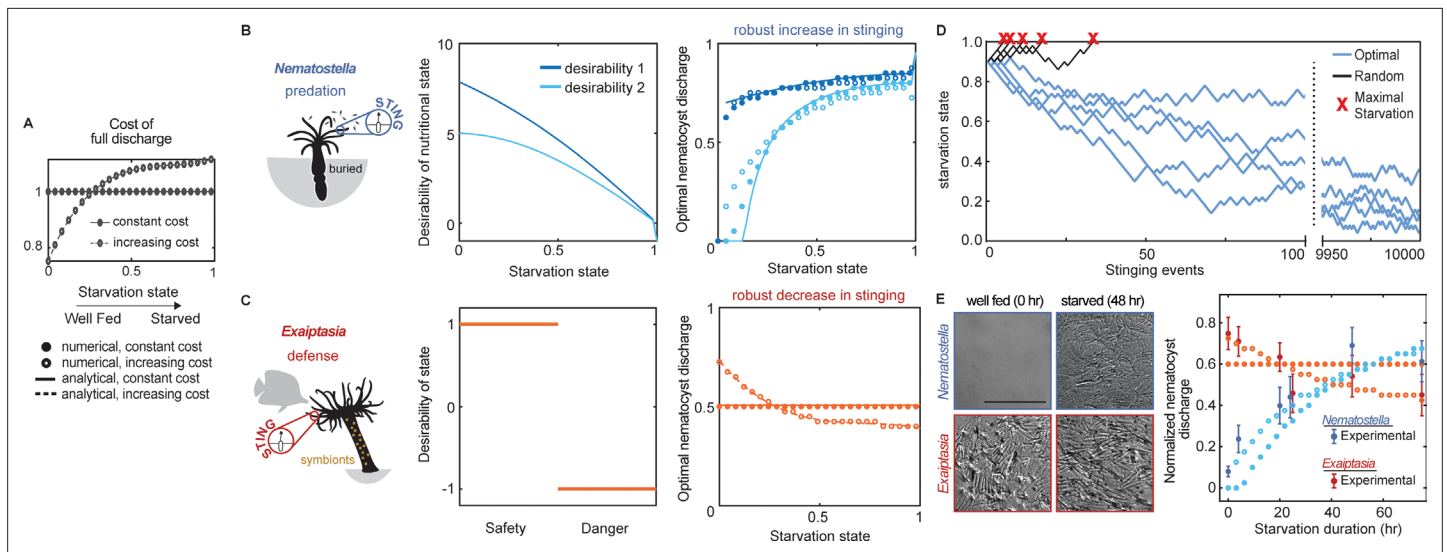 A
Cost of
full discharge
1
0.8
constant cost
increasing cost
0
0.5
1
Starvation state
Well Fed
Starved
numerical, constant cost
numerical, increasing cost
analytical, constant cost
analytical, increasing cost
B
Nematostella
predation
STING
buried
10
5
0
-1
Desirability of nutritional state
desirability 1
desirability 2
0
0.5
1
Starvation state
robust increase in stinging
1
0.5
0
Optimal nematocyst discharge
0
0.5
1
Starvation state
C
Exaiptasia
defense
STING
symbionts
1
0
-1
Desirability of state
Safety
Danger
robust decrease in stinging
1
0.5
0
Optimal nematocyst discharge
0.5
1
Starvation state
D
1.0
0.8
0.6
0.4
0.2
0.0
starvation state
Optimal
Random
X Maximal
Starvation
X X X X X
0
50
100
9950
10000
Stinging events
E
well fed (0 hr)
starved (48 hr)
Nematostella
Exaiptasia
0.8
0.6
0.4
0.2
0
Normalized nematocyst
discharge
Nematostella
Experimental
Exaiptasia
Experimental
0
20
40
60
80
Starvation duration (hr)